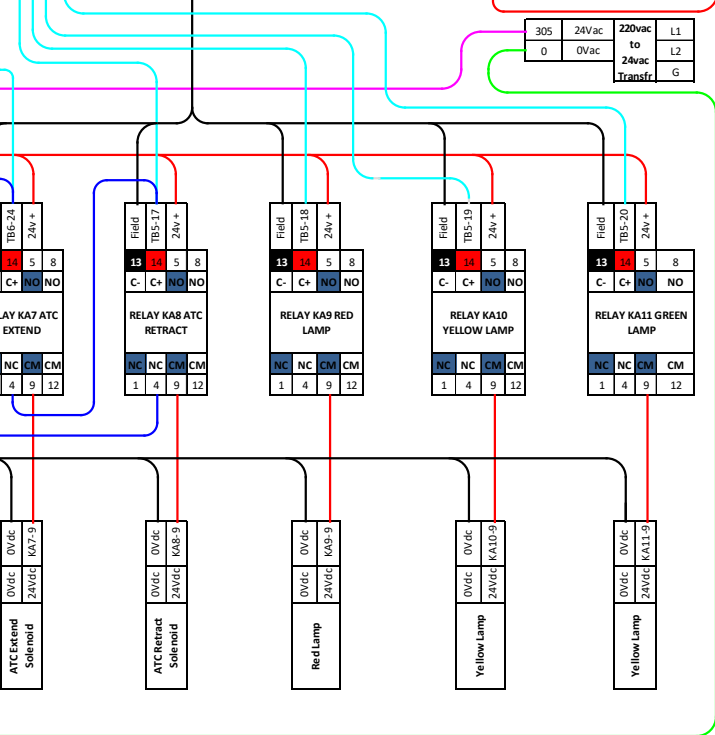 305 24Vac 220vac L1
to
0 0Vac 24vac L2
Transfr G
TB6-24 24v +
Field TB5-17 24v +
Field TB5-18 24v +
Field TB5-19 24v +
Field TB5-20 24v +
14 5 8
13 14 5 8
13 14 5 8
13 14 5 8
13 14 5 8
C+ NO NO
C- C+ NO NO
C- C+ NO NO
C- C+ NO NO
C- C+ NO NO
LAY KA7 ATC
EXTEND
RELAY KA8 ATC
RETRACT
RELAY KA9 RED
LAMP
RELAY KA10
YELLOW LAMP
RELAY KA11 GREEN
LAMP
NC CM CM
NC NC CM CM
NC NC CM CM
NC NC CM CM
NC NC CM CM
4 9 12
1 4 9 12
1 4 9 12
1 4 9 12
1 4 9 12
0Vdc KA7-9
0Vdc KA8-9
0Vdc KA9-9
0Vdc KA10-9
0Vdc KA11-9
0Vdc 24Vdc
0Vdc 24Vdc
0Vdc 24Vdc
0Vdc 24Vdc
0Vdc 24Vdc
ATC Extend
Solenoid
ATC Retract
Solenoid
Red Lamp
Yellow Lamp
Yellow Lamp